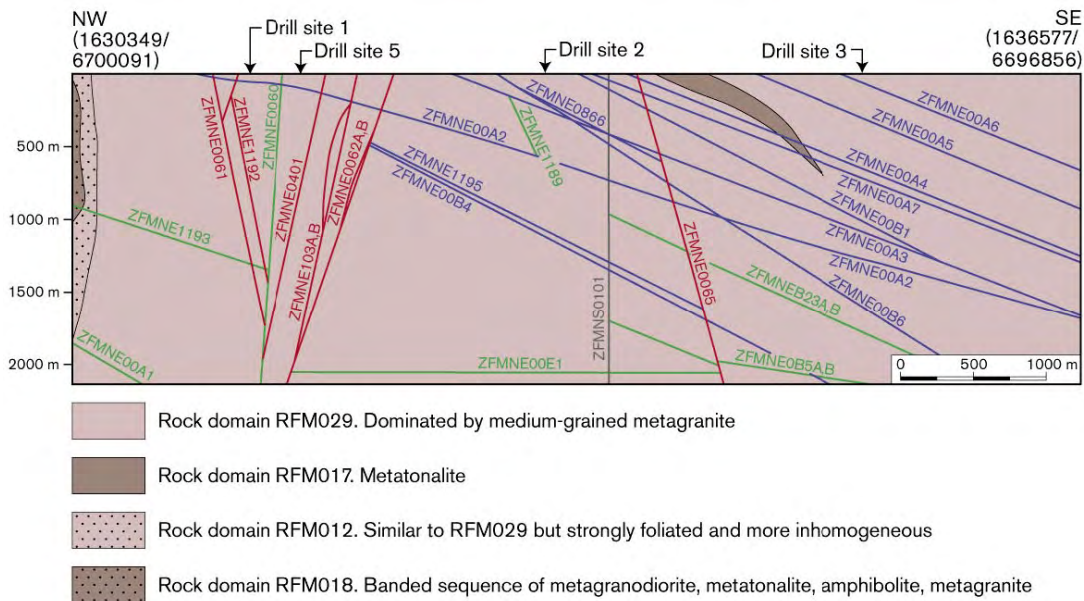 NW
(1630349/
6700091)
Drill site 1
Drill site 5
Drill site 2
Drill site 3
SE
(1636577/
6696856)
500 m
1000 m
1500 m
2000 m
ZFMNE0061
ZFMNE1192
ZFMNE0060
ZFMNE0401
ZFMNE103A,B
ZFMNE0062A,B
ZFMNE00A2
ZFMNE1195
ZFMNE00B4
ZFMNE1189
ZFMNE0866
ZFMNS0101
ZFMNE0065
ZFMNE00A6
ZFMNE00A5
ZFMNE00A4
ZFMNE00A7
ZFMNE00B1
ZFMNE00A3
ZFMNE00A2
ZFMNE00B6
ZFMNEB23A,B
ZFMNE0B5A,B
ZFMNE1193
ZFMNE00A1
ZFMNE00E1
0 500 1000 m
Rock domain RFM029. Dominated by medium-grained metagranite
Rock domain RFM017. Metatonalite
Rock domain RFM012. Similar to RFM029 but strongly foliated and more inhomogeneous
Rock domain RFM018. Banded sequence of metagranodiorite, metatonalite, amphibolite, metagranite